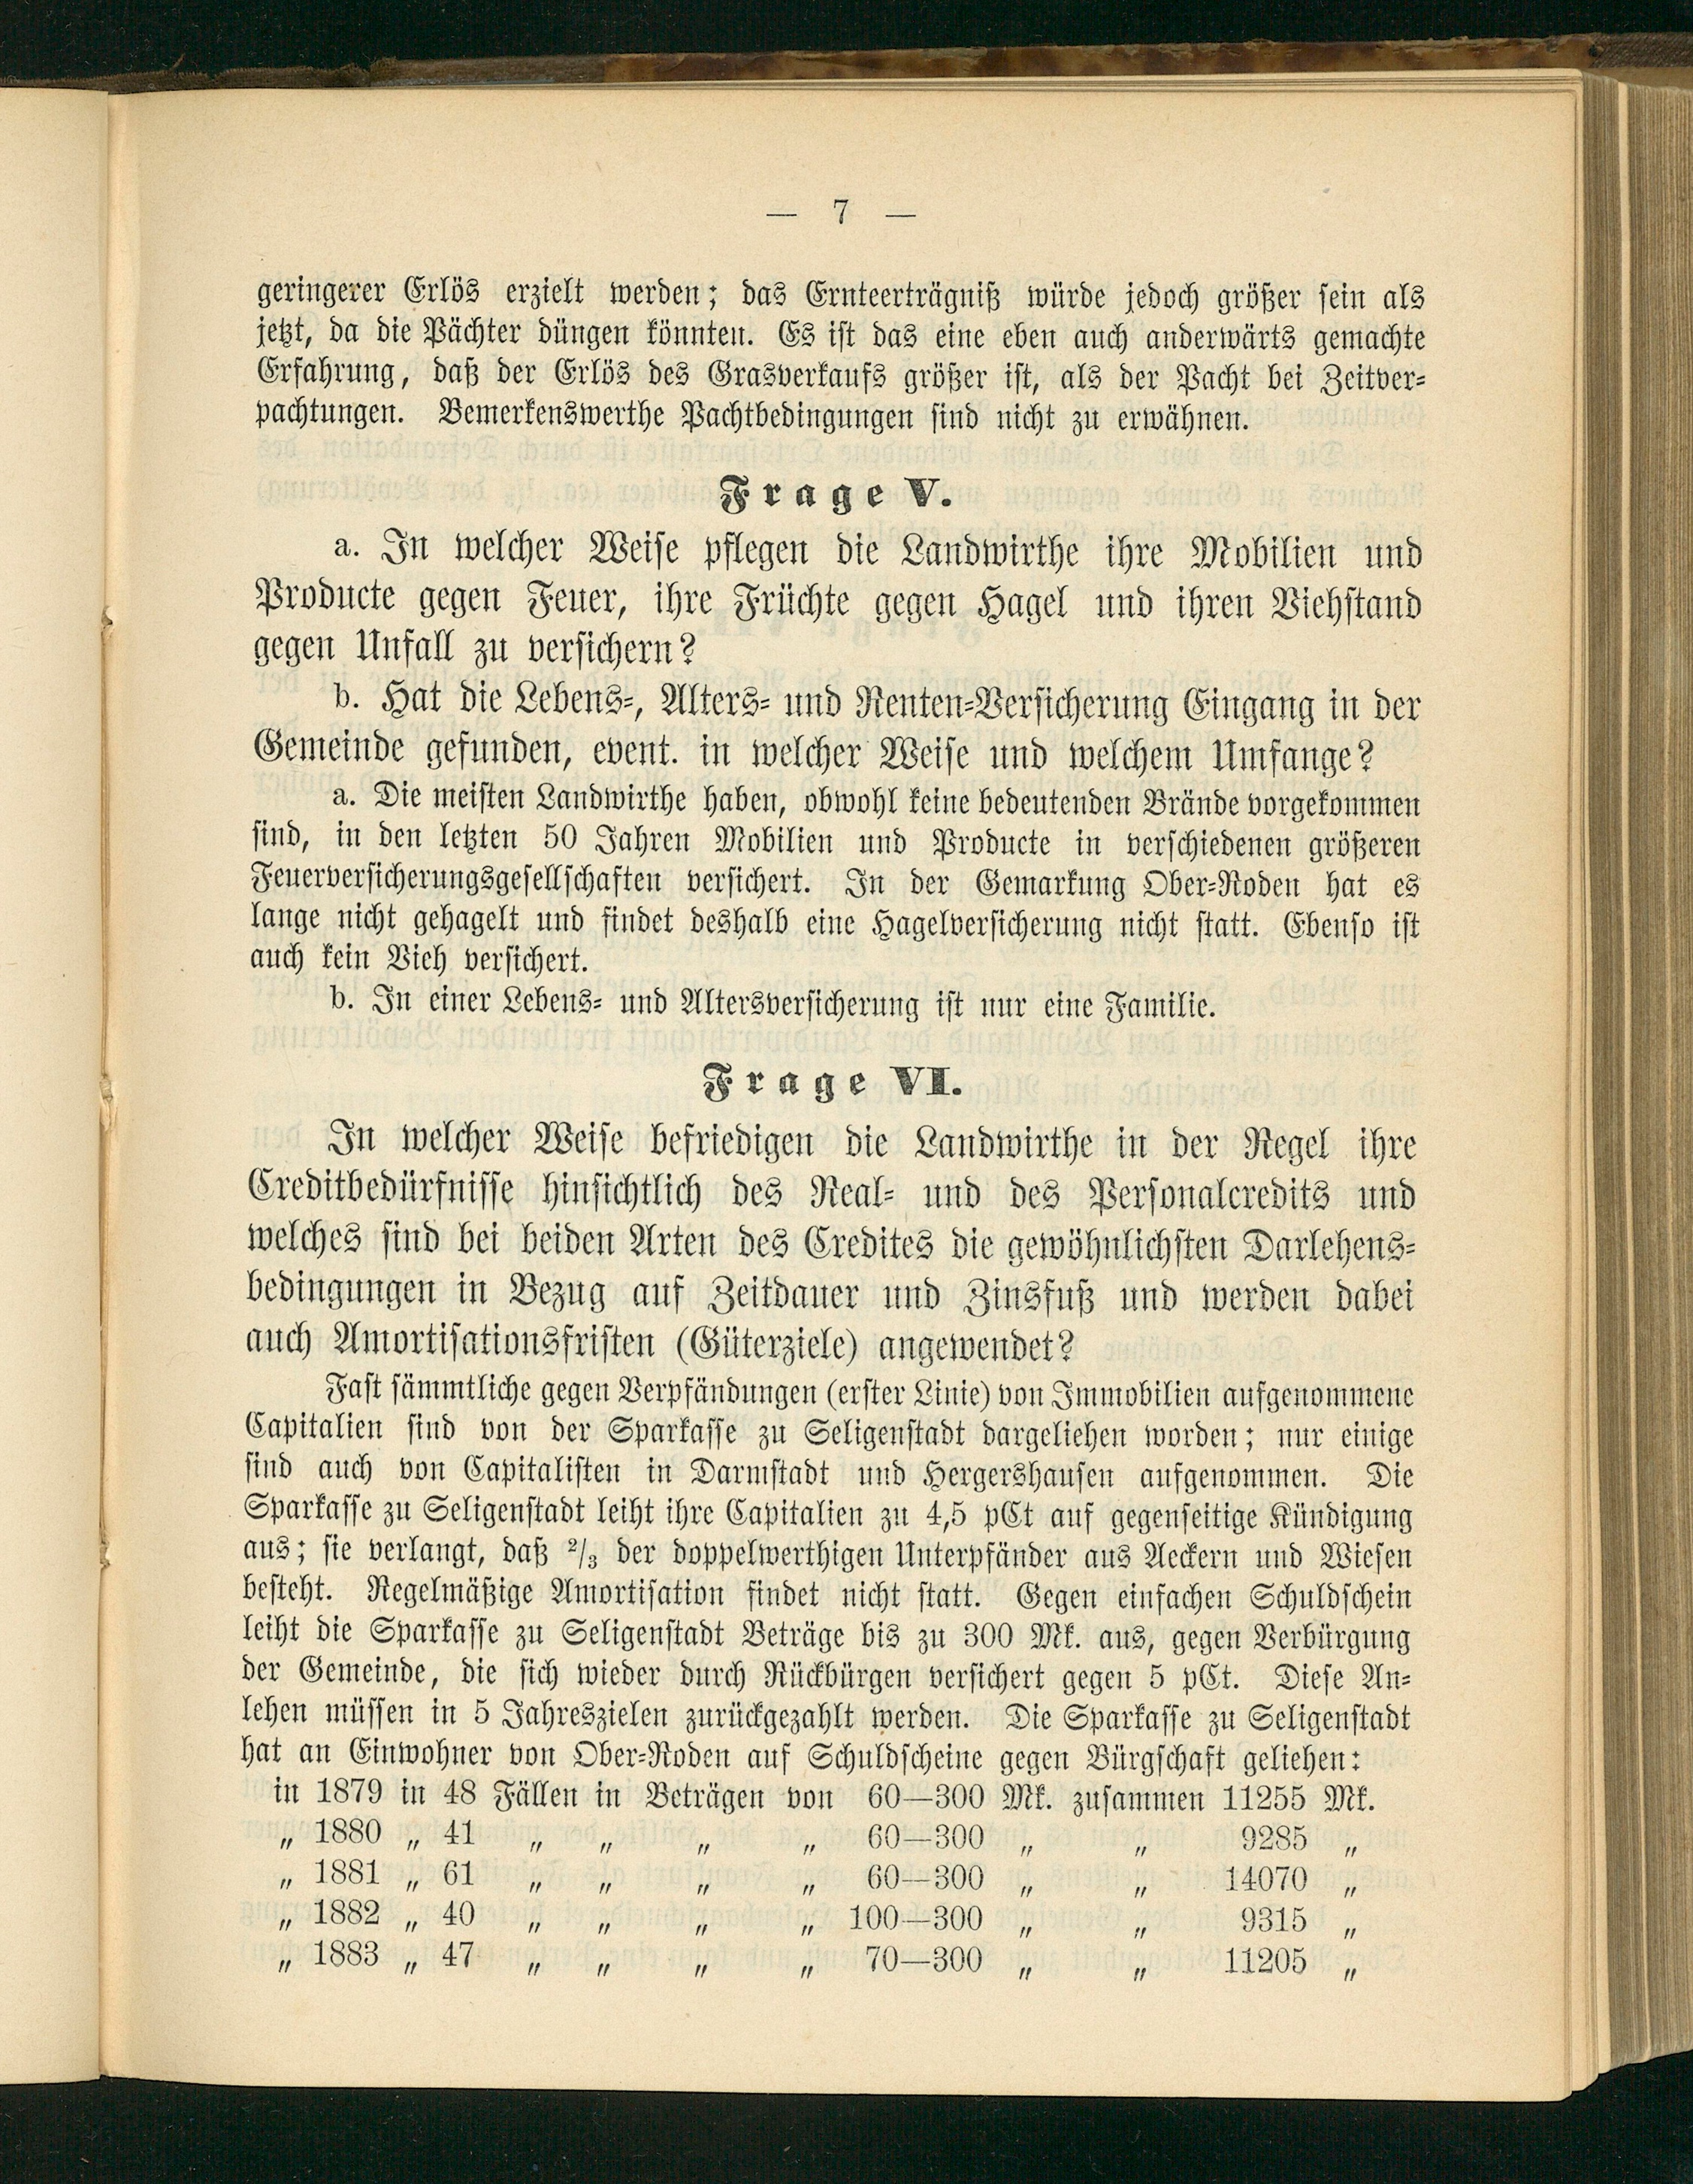 — 7 —
geringerer Erlös erzielt werden; das Ernteerträgniß würde jedoch größer sein als
jetzt, da die Pächter düngen könnten. Es ist das eine eben auch anderwärts gemachte
Erfahrung, daß der Erlös des Grasverkaufs größer ist, als der Pacht bei Zeitver-
pachtungen. Bemerkenswerthe Pachtbedingungen sind nicht zu erwähnen.
Frage V.
a. In welcher Weise pflegen die Landwirthe ihre Mobilien und
Producte gegen Feuer, ihre Früchte gegen Hagel und ihren Viehstand
gegen Unfall zu versichern?
b. Hat die Lebens-, Alters- und Renten-Versicherung Eingang in der
Gemeinde gefunden, event. in welcher Weise und welchem Umfange?
a. Die meisten Landwirthe haben, obwohl keine bedeutenden Brände vorgekommen
sind, in den letzten 50 Jahren Mobilien und Producte in verschiedenen größeren
Feuerversicherungsgesellschaften versichert. In der Gemarkung Ober-Roden hat es
lange nicht gehagelt und findet deshalb eine Hagelversicherung nicht statt. Ebenso ist
auch kein Vieh versichert.
b. In einer Lebens- und Altersversicherung ist nur eine Familie.
Frage VI.
In welcher Weise befriedigen die Landwirthe in der Regel ihre
Creditbedürfnisse hinsichtlich des Real- und des Personalcredits und
welches sind bei beiden Arten des Credites die gewöhnlichsten Darlehens-
bedingungen in Bezug auf Zeitdauer und Zinsfuß und werden dabei
auch Amortisationsfristen (Güterziele) angewendet?
Fast sämmtliche gegen Verpfändungen (erster Linie) von Immobilien aufgenommene
Capitalien sind von der Sparkasse zu Seligenstadt dargeliehen worden; nur einige
sind auch von Capitalisten in Darmstadt und Hergershausen aufgenommen. Die
Sparkasse zu Seligenstadt leiht ihre Capitalien zu 4,5 pCt auf gegenseitige Kündigung
aus; sie verlangt, daß 2/3 der doppelwerthigen Unterpfänder aus Aeckern und Wiesen
besteht. Regelmäßige Amortisation findet nicht statt. Gegen einfachen Schuldschein
leiht die Sparkasse zu Seligenstadt Beträge bis zu 300 Mk. aus, gegen Verbürgung
der Gemeinde, die sich wieder durch Rückbürgen versichert gegen 5 pCt. Diese An-
lehen müssen in 5 Jahreszielen zurückgezahlt werden. Die Sparkasse zu Seligenstadt
hat an Einwohner von Ober-Roden auf Schuldscheine gegen Bürgschaft geliehen:
in 1879 in 48 Fällen in Beträgen von 60—300 Mk. zusammen 11255 Mk.
„ 1880 „ 41 „ „ „ „ 60—300 „ „ 9285 „
„ 1881 „ 61 „ „ „ „ 60—300 „ „ 14070 „
„ 1882 „ 40 „ „ „ „ 100—300 „ „ 9315 „
„ 1883 „ 47 „ „ „ „ 70—300 „ „ 11205 „